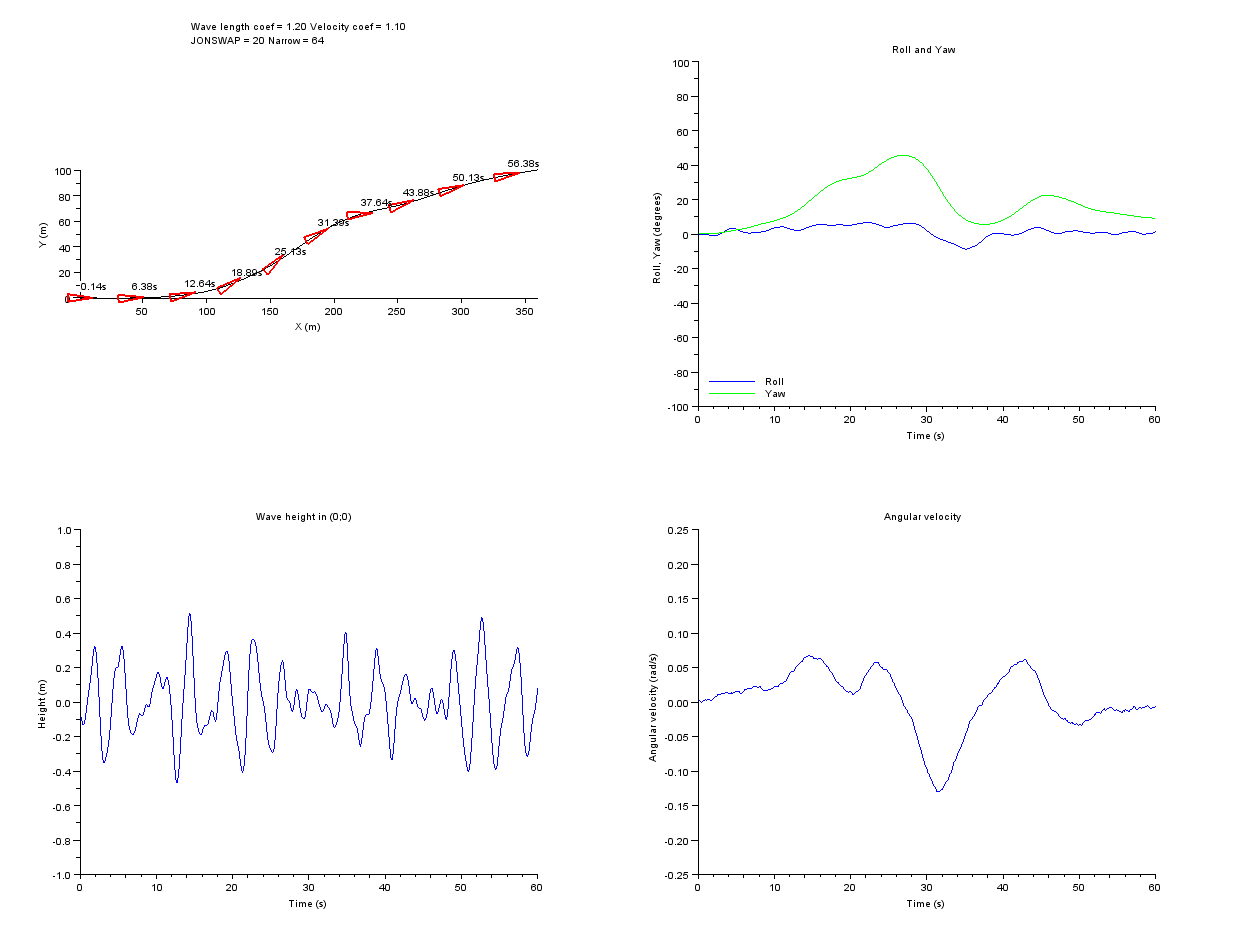 Wave length coef = 1.20 Velocity coef = 1.10
JONSWAP = 20 Narrow = 64
100
80
60
40
20
0
Y (m)
-0.14s
6.38s
12.64s
18.89s
25.13s
31.39s
37.64s
43.88s
50.13s
56.38s
50
100
150
200
250
300
350
X (m)
Roll and Yaw
100
80
60
40
20
0
-20
-40
-60
-80
-100
Roll, Yaw (degrees)
Roll
Yaw
0
10
20
30
40
50
60
Time (s)
Wave height in (0;0)
1.0
0.8
0.6
0.4
0.2
0.0
-0.2
-0.4
-0.6
-0.8
-1.0
Height (m)
0
10
20
30
40
50
60
Time (s)
Angular velocity
0.25
0.20
0.15
0.10
0.05
0.00
-0.05
-0.10
-0.15
-0.20
-0.25
Angular velocity (rad/s)
0
10
20
30
40
50
60
Time (s)